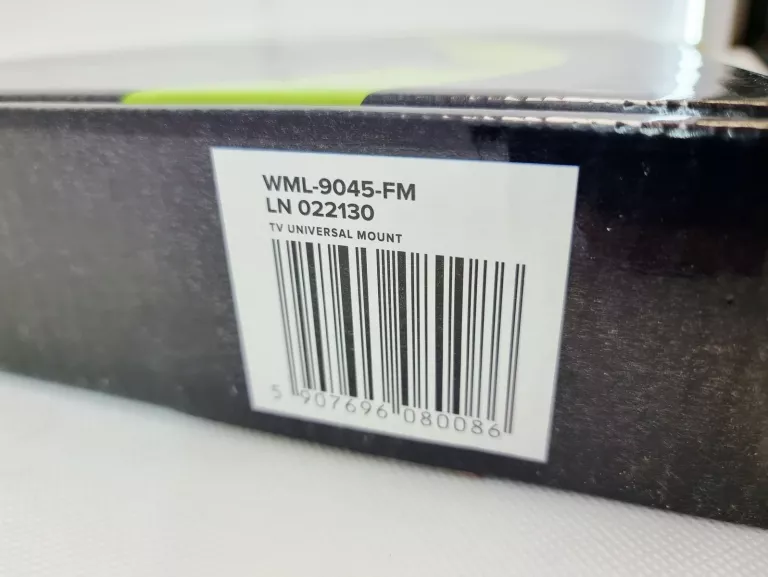 WML-9045-FM
LN 022130
TV UNIVERSAL MOUNT
5 907696 080086